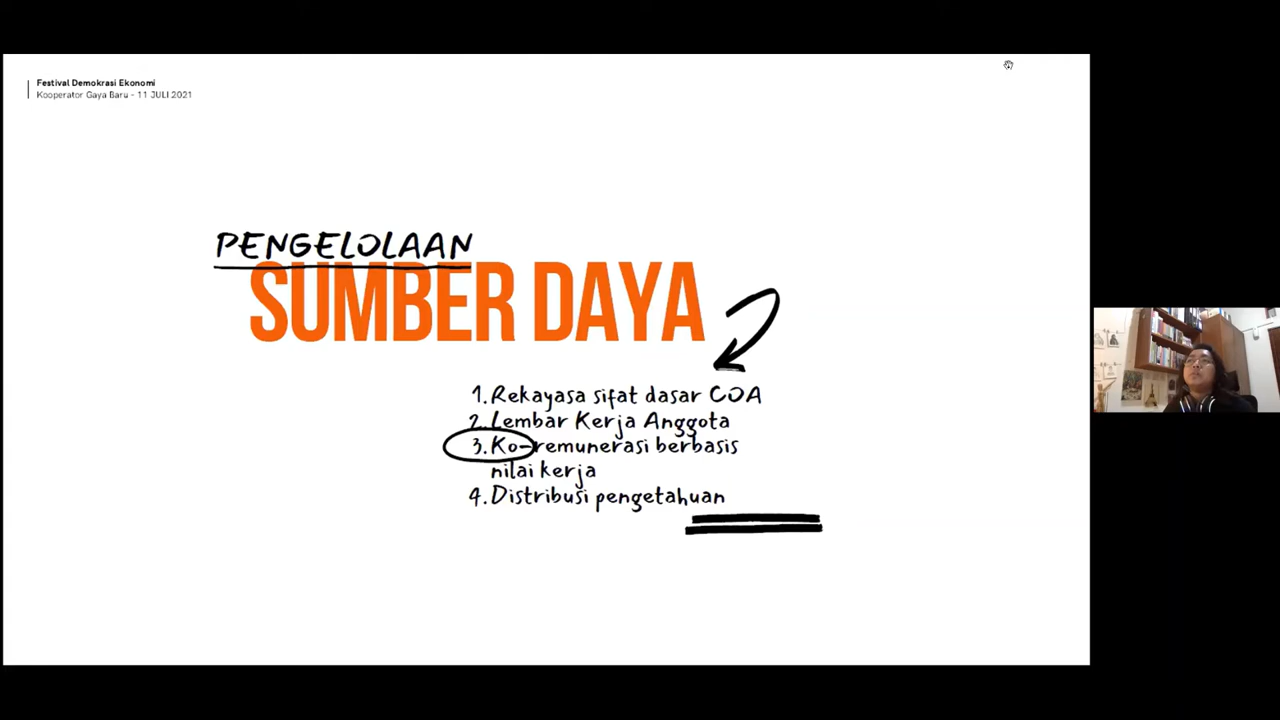 Festival Demokrasi Ekonomi
Kooperator Gaya Baru - 11 JULI 2021
PENGELOLAAN
SUMBER DAYA
1. Rekayasa sifat dasar COA
2. Lembar Kerja Anggota
3. Ko-remunerasi berbasis
nilai kerja
4. Distribusi pengetahuan